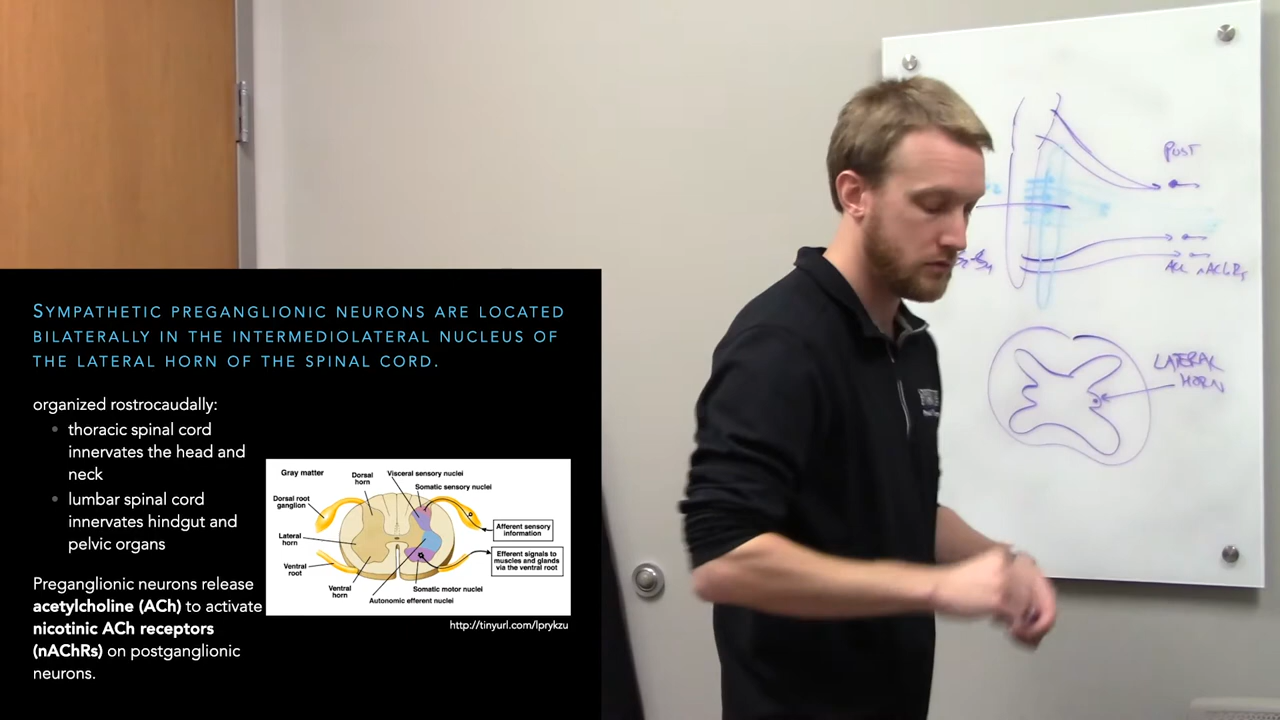 SYMPATHETIC PREGANGLIONIC NEURONS ARE LOCATED
BILATERALLY IN THE INTERMEDIOLATERAL NUCLEUS OF
THE LATERAL HORN OF THE SPINAL CORD.
organized rostrocaudally:
thoracic spinal cord
innervates the head and
neck
lumbar spinal cord
innervates hindgut and
pelvic organs
Preganglionic neurons release
acetylcholine (ACh) to activate
nicotinic ACh receptors
(nAChRs) on postganglionic
neurons.
Gray matter
Dorsal
horn
Visceral sensory nuclei
Somatic sensory nuclei
Dorsal root
ganglion
Afferent sensory
information
Lateral
horn
Efferent signals to
muscles and glands
via the ventral root
Ventral
root
Ventral
horn
Somatic motor nuclei
Autonomic efferent nuclei
http://tinyurl.com/lprykzu
POST
nAChRs
LATERAL
HORN